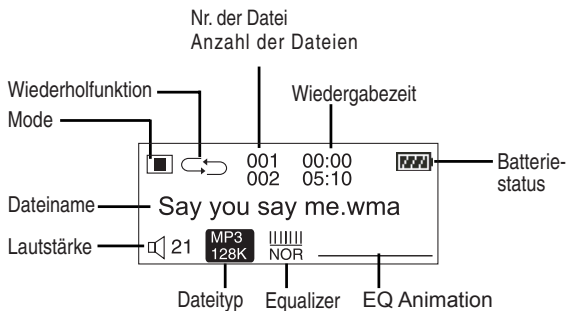 Nr. der Datei
Anzahl der Dateien
Wiederholfunktion
Wiedergabezeit
Mode
001 00:00
002 05:10
Batterie-
status
Dateiname
Say you say me.wma
Lautstärke
21
MP3
128K
NOR
Dateityp Equalizer EQ Animation